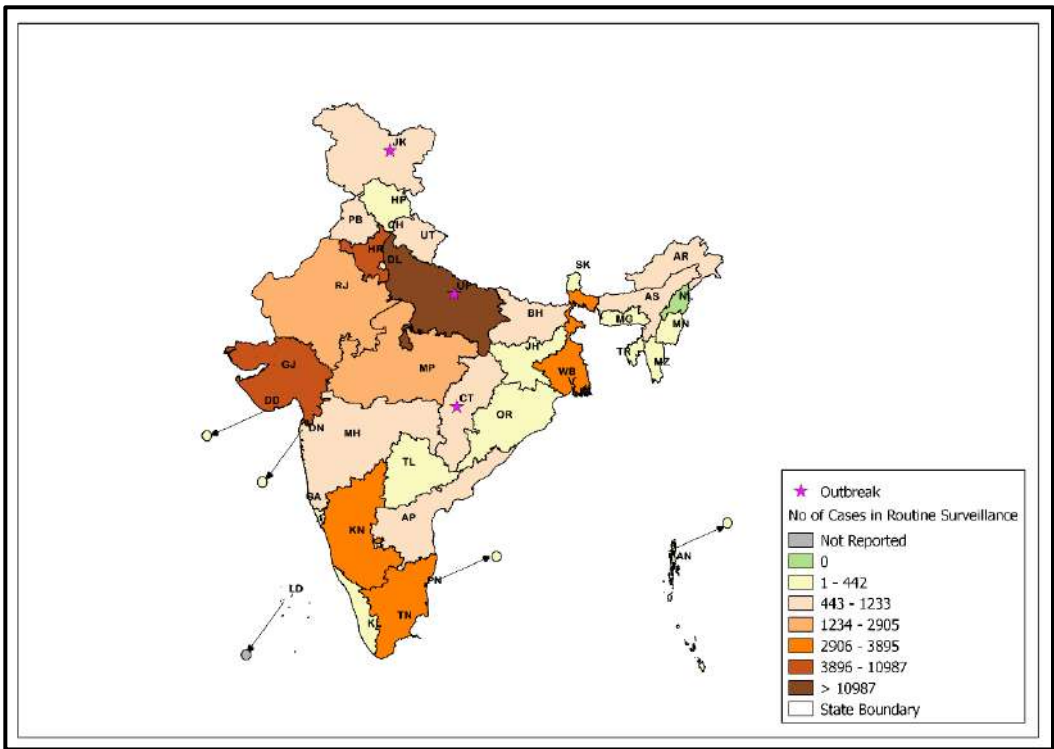 JK
HP
PB
CH
UT
HR
DL
SK
AR
RJ
UP
AS
BH
MG
MN
JH
TR
MZ
GJ
MP
WB
DD
CT
OR
DN
MH
TL
AP
KN
AN
PN
LD
TN
KL
Outbreak
No of Cases in Routine Surveillance
Not Reported
0
1 - 442
443 - 1233
1234 - 2905
2906 - 3895
3896 - 10987
> 10987
State Boundary